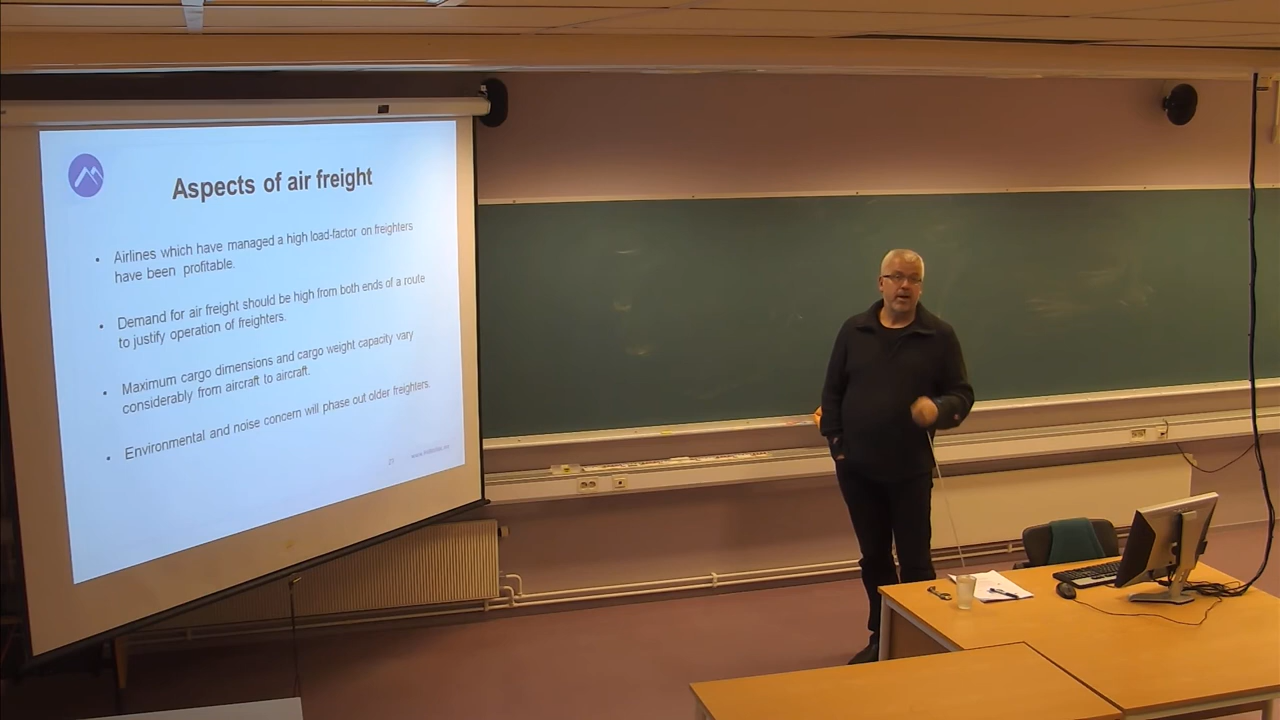 Aspects of air freight
• Airlines which have managed a high load-factor on freighters
have been profitable.
• Demand for air freight should be high from both ends of a route
to justify operation of freighters.
• Maximum cargo dimensions and cargo weight capacity vary
considerably from aircraft to aircraft.
• Environmental and noise concern will phase out older freighters.